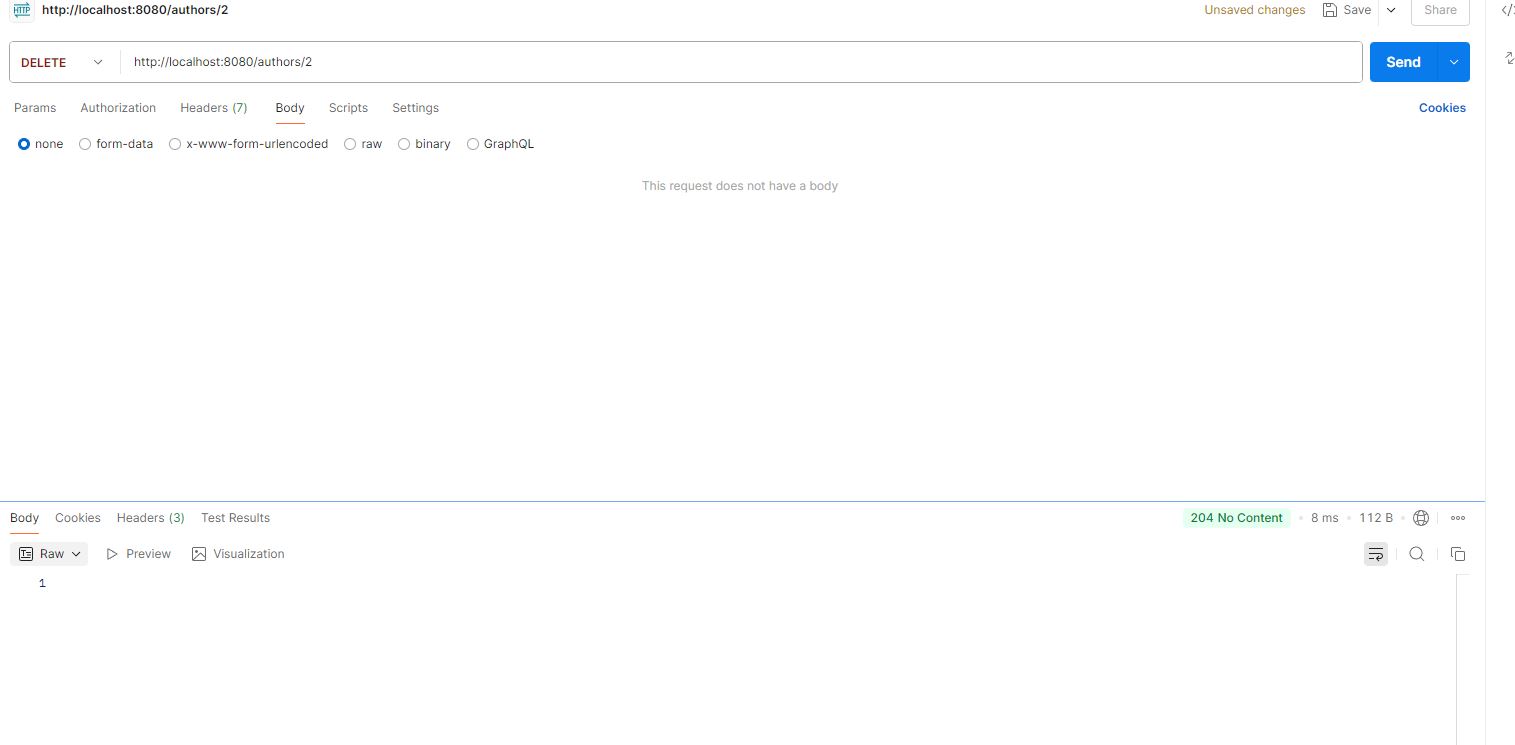 HTTP http://localhost:8080/authors/2 Unsaved changes Save Share
DELETE http://localhost:8080/authors/2 Send
Params Authorization Headers (7) Body Scripts Settings Cookies
none form-data x-www-form-urlencoded raw binary GraphQL
This request does not have a body
Body Cookies Headers (3) Test Results 204 No Content • 8 ms • 112 B •
Raw Preview Visualization
1